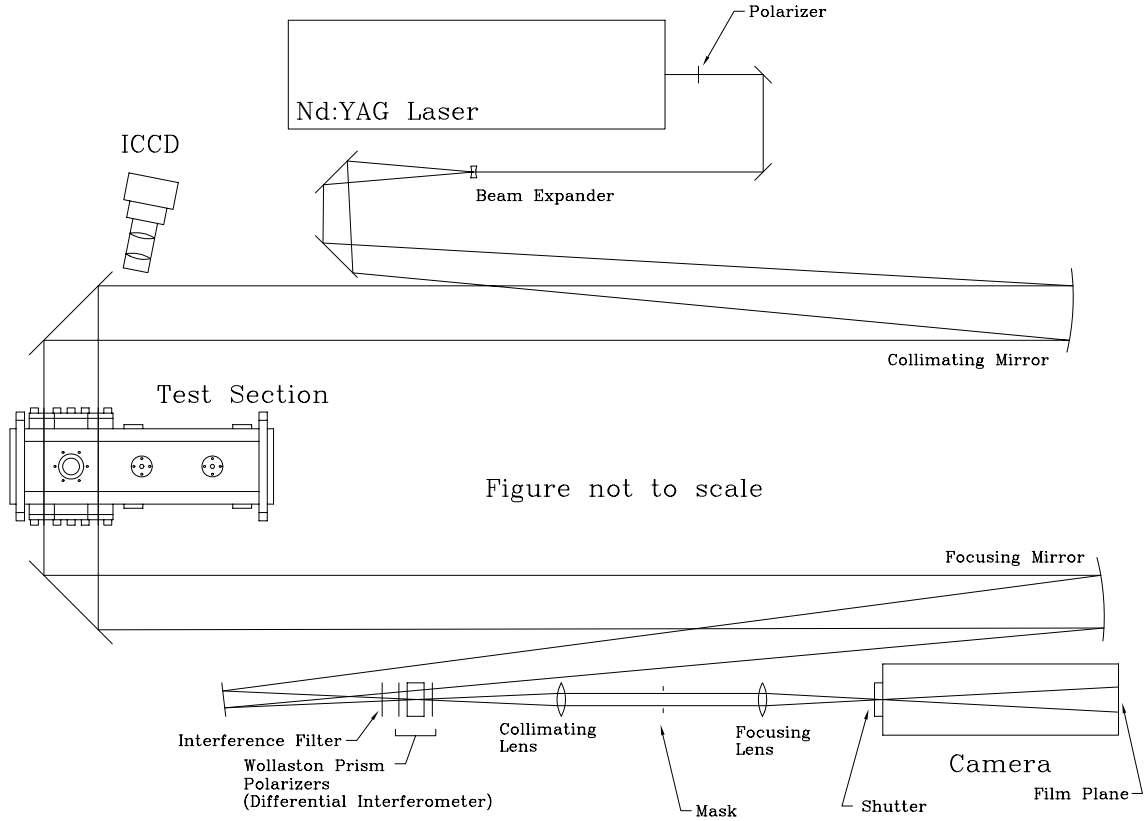 Polarizer
Nd:YAG Laser
ICCD
Beam Expander
Collimating Mirror
Test Section
Figure not to scale
Focusing Mirror
Interference Filter
Collimating
Lens
Focusing
Lens
Wollaston Prism
Polarizers
(Differential Interferometer)
Camera
Mask
Shutter
Film Plane